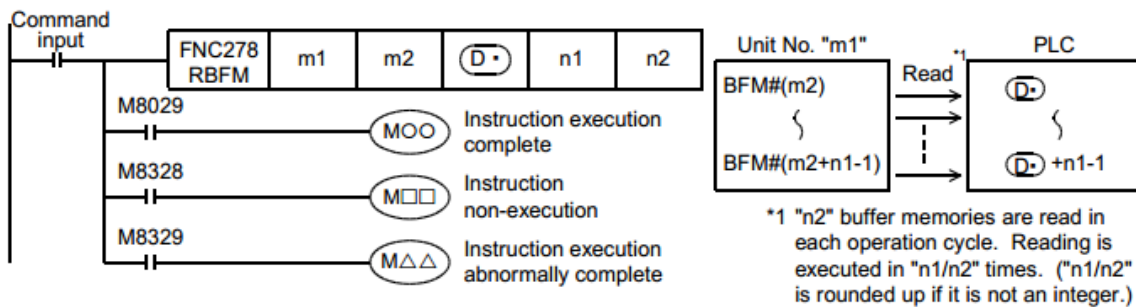 Command
input
FNC278
RBFM
m1
m2
D•
n1
n2
M8029
M○○
Instruction execution
complete
M8328
M□□
Instruction
non-execution
M8329
M△△
Instruction execution
abnormally complete
Unit No. "m1"
BFM#(m2)
BFM#(m2+n1-1)
Read
*1
PLC
D•
D• +n1-1
*1 "n2" buffer memories are read in
each operation cycle. Reading is
executed in "n1/n2" times. ("n1/n2"
is rounded up if it is not an integer.)